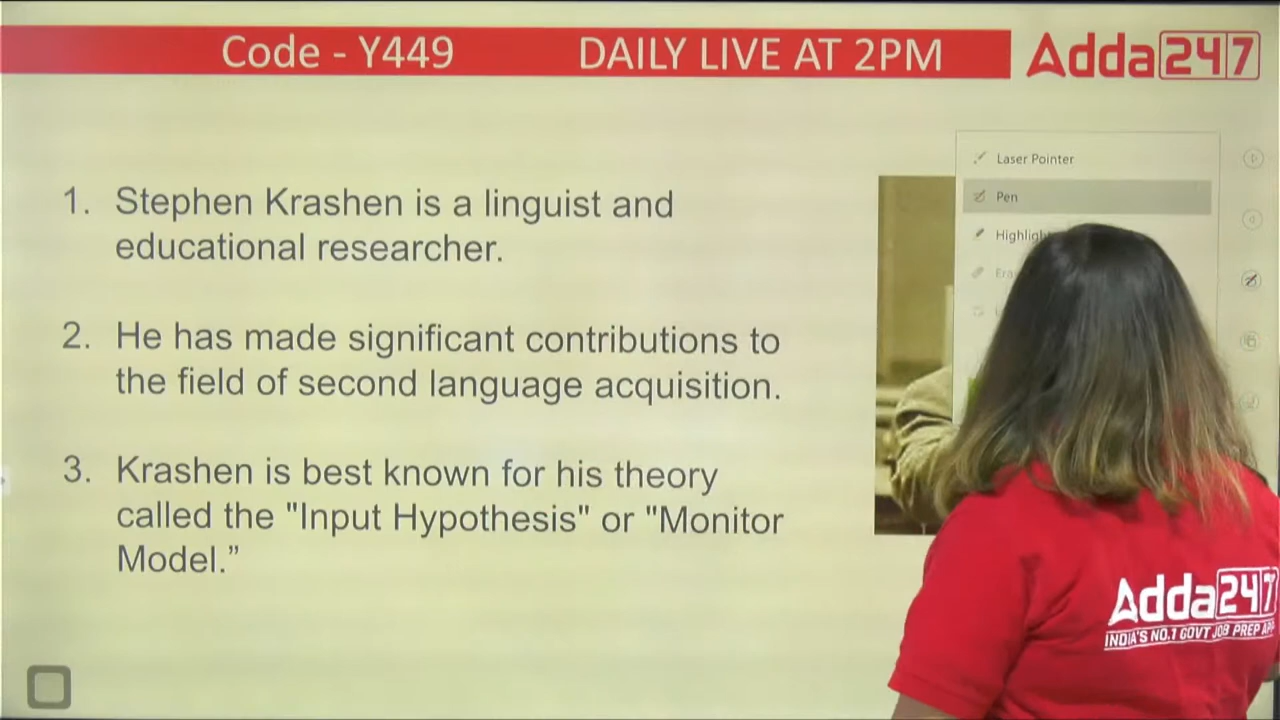 Code - Y449 DAILY LIVE AT 2PM Adda247
Laser Pointer
Pen
1. Stephen Krashen is a linguist and
educational researcher.
2. He has made significant contributions to
the field of second language acquisition.
3. Krashen is best known for his theory
called the "Input Hypothesis" or "Monitor
Model.”
Adda247
INDIA'S NO.1 GOVT JOB PREP